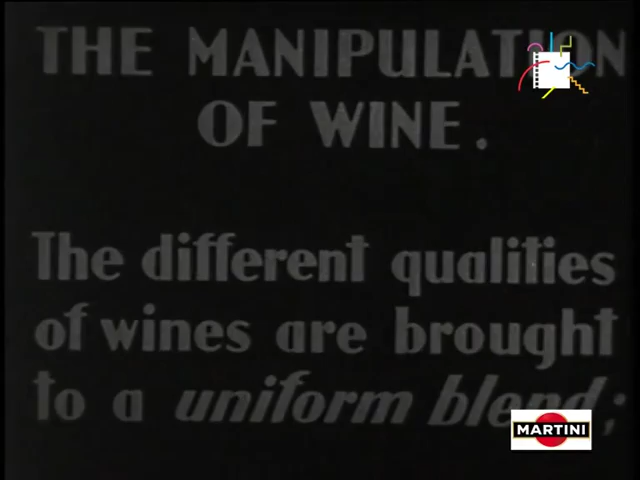 THE MANIPULATION
OF WINE.
The different qualities
of wines are brought
to a uniform blend;
MARTINI